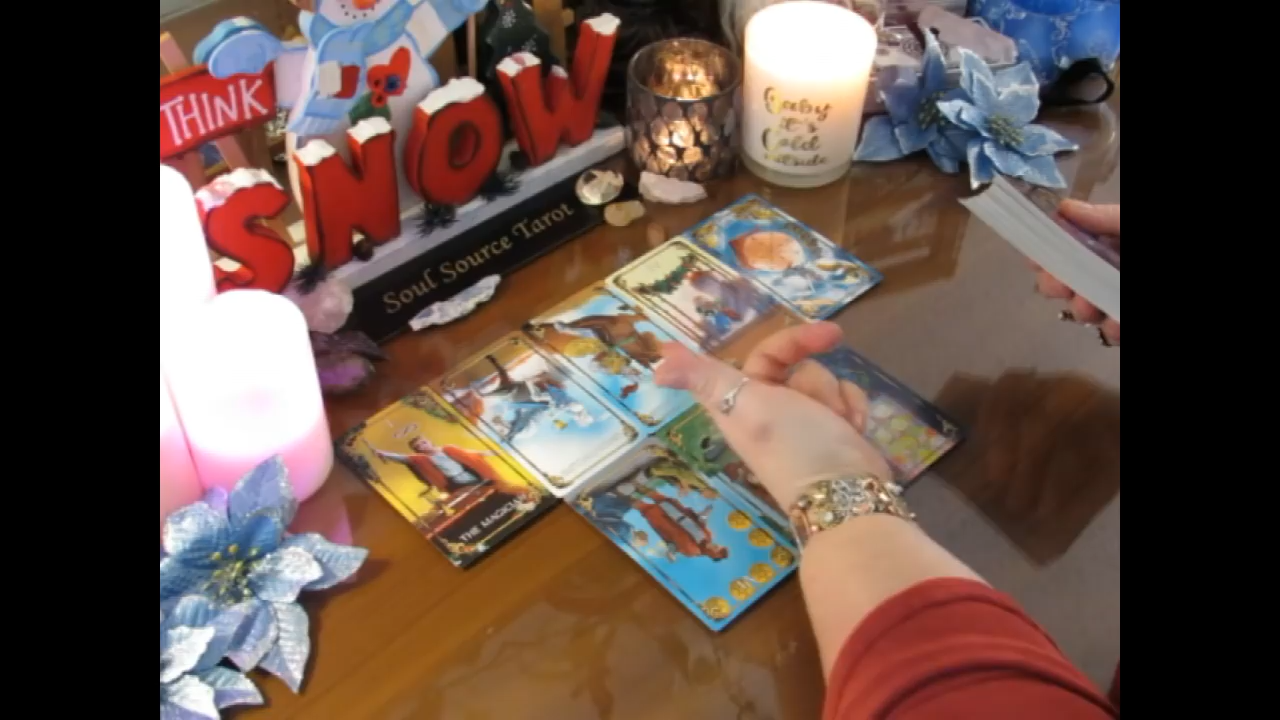 THINK
SNOW
Soul Source Tarot
Baby
it's
Cold
outside
THE MAGICIAN